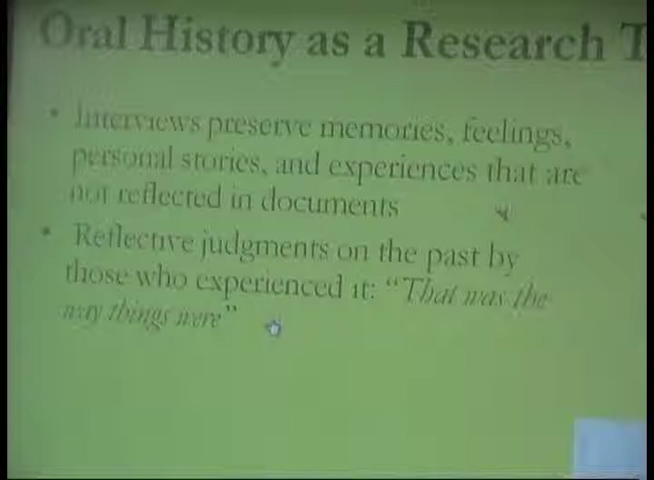 Oral History as a Research T
• Interviews preserve memories, feelings,
personal stories, and experiences that are
not reflected in documents
• Reflective judgments on the past by
those who experienced it: “That was the
way things were”